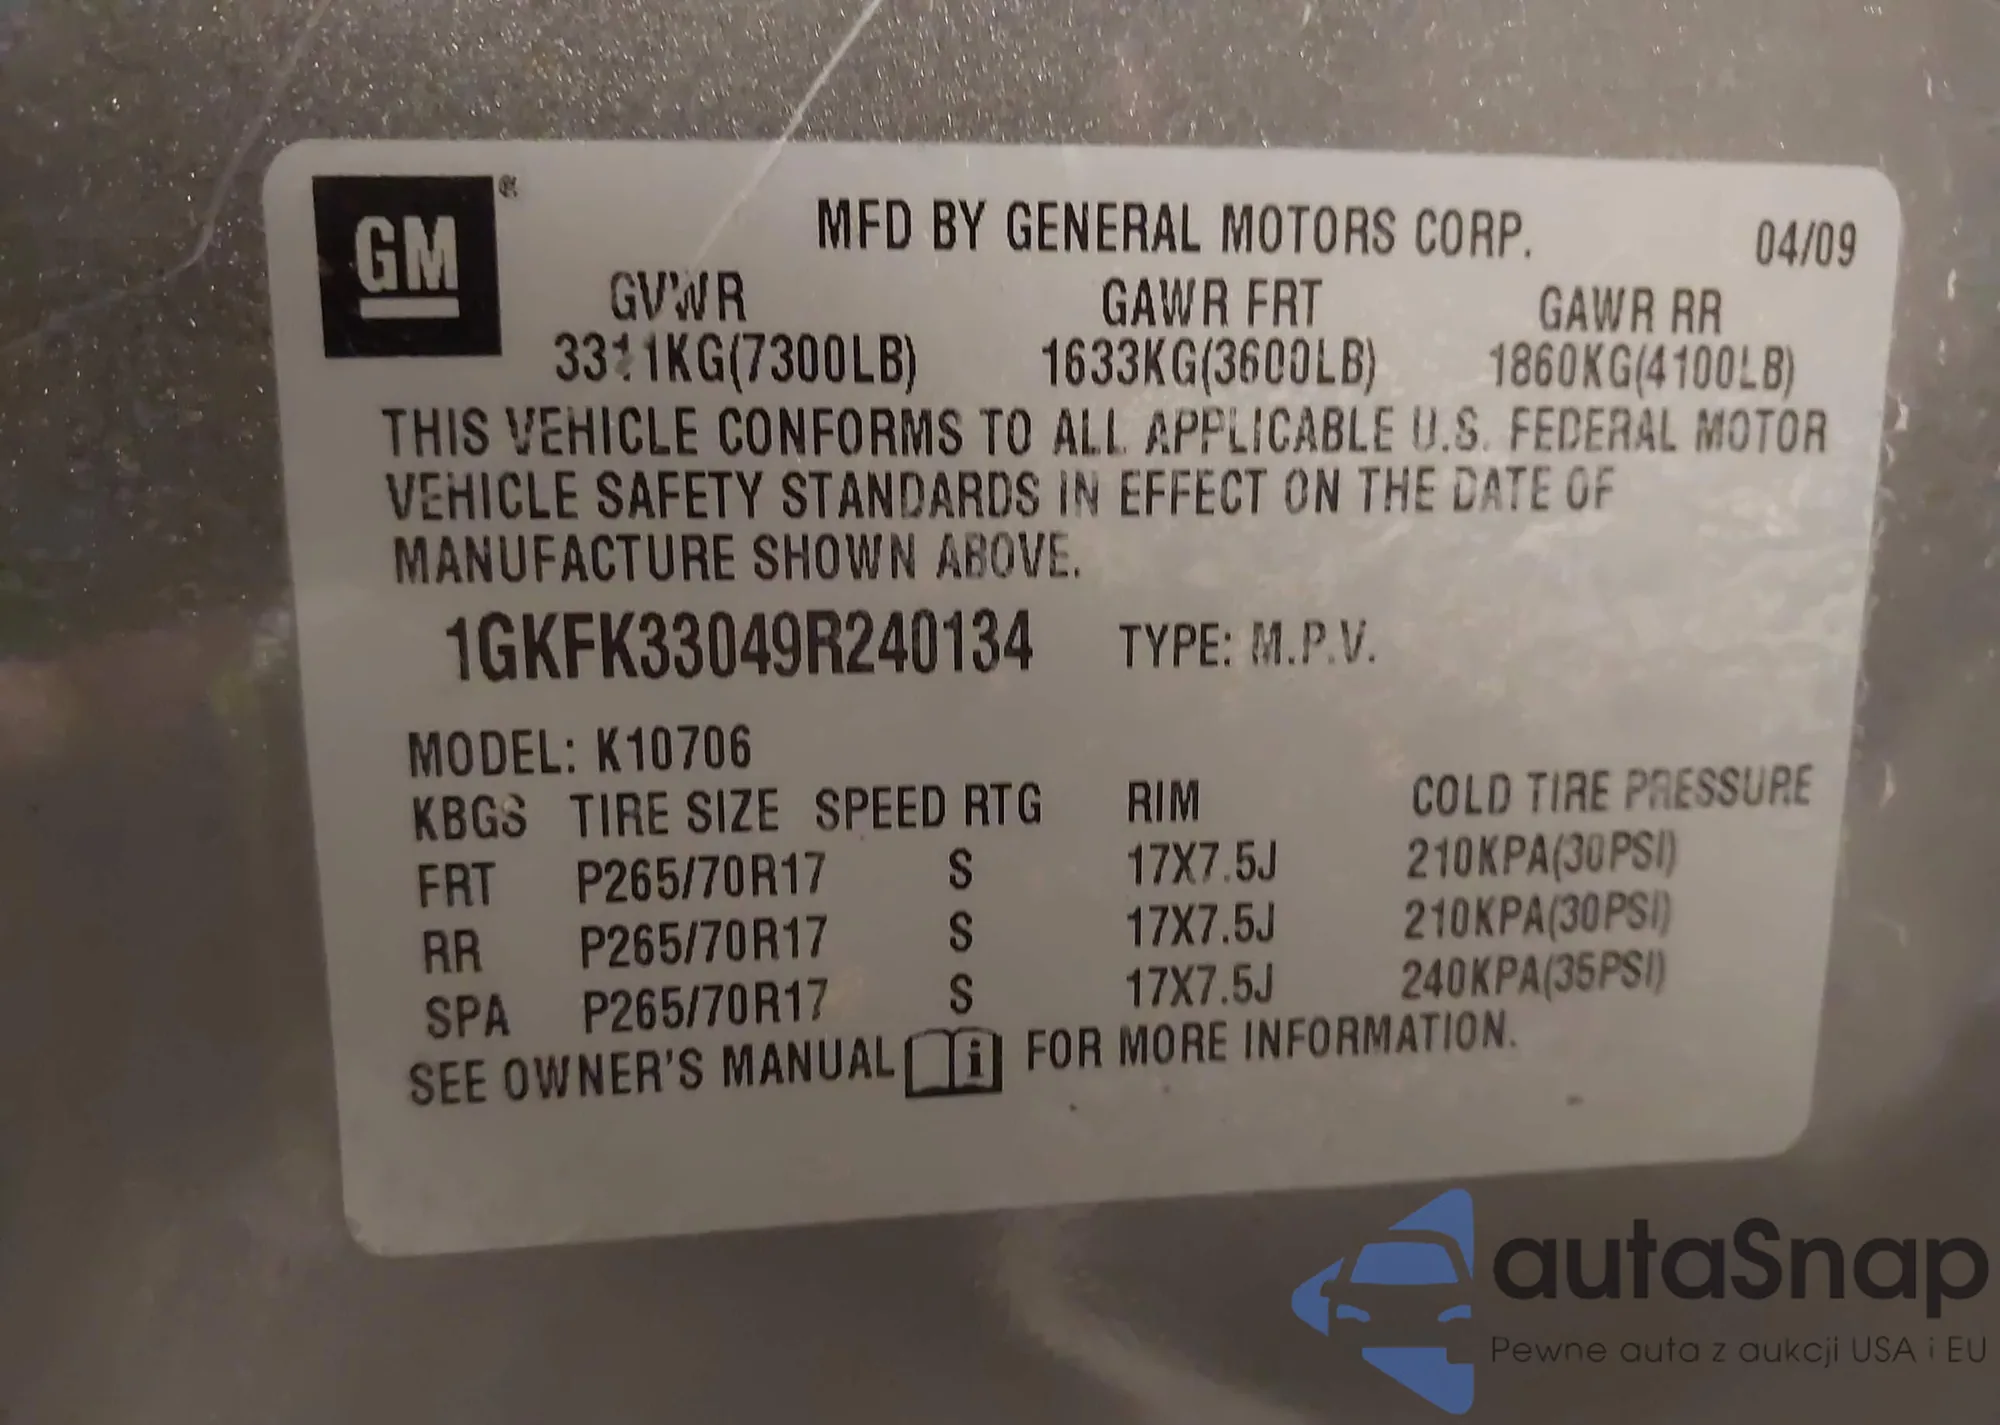 GM®
MFD BY GENERAL MOTORS CORP. 04/09
GVWR GAWR FRT GAWR RR
3311KG(7300LB) 1633KG(3600LB) 1860KG(4100LB)
THIS VEHICLE CONFORMS TO ALL APPLICABLE U.S. FEDERAL MOTOR
VEHICLE SAFETY STANDARDS IN EFFECT ON THE DATE OF
MANUFACTURE SHOWN ABOVE.
1GKFK33049R240134 TYPE: M.P.V.
MODEL: K10706
KBGS TIRE SIZE SPEED RTG RIM COLD TIRE PRESSURE
FRT P265/70R17 S 17X7.5J 210KPA(30PSI)
RR P265/70R17 S 17X7.5J 210KPA(30PSI)
SPA P265/70R17 S 17X7.5J 240KPA(35PSI)
SEE OWNER'S MANUAL i FOR MORE INFORMATION.
autaSnap
Pewne auta z aukcji USA i EU